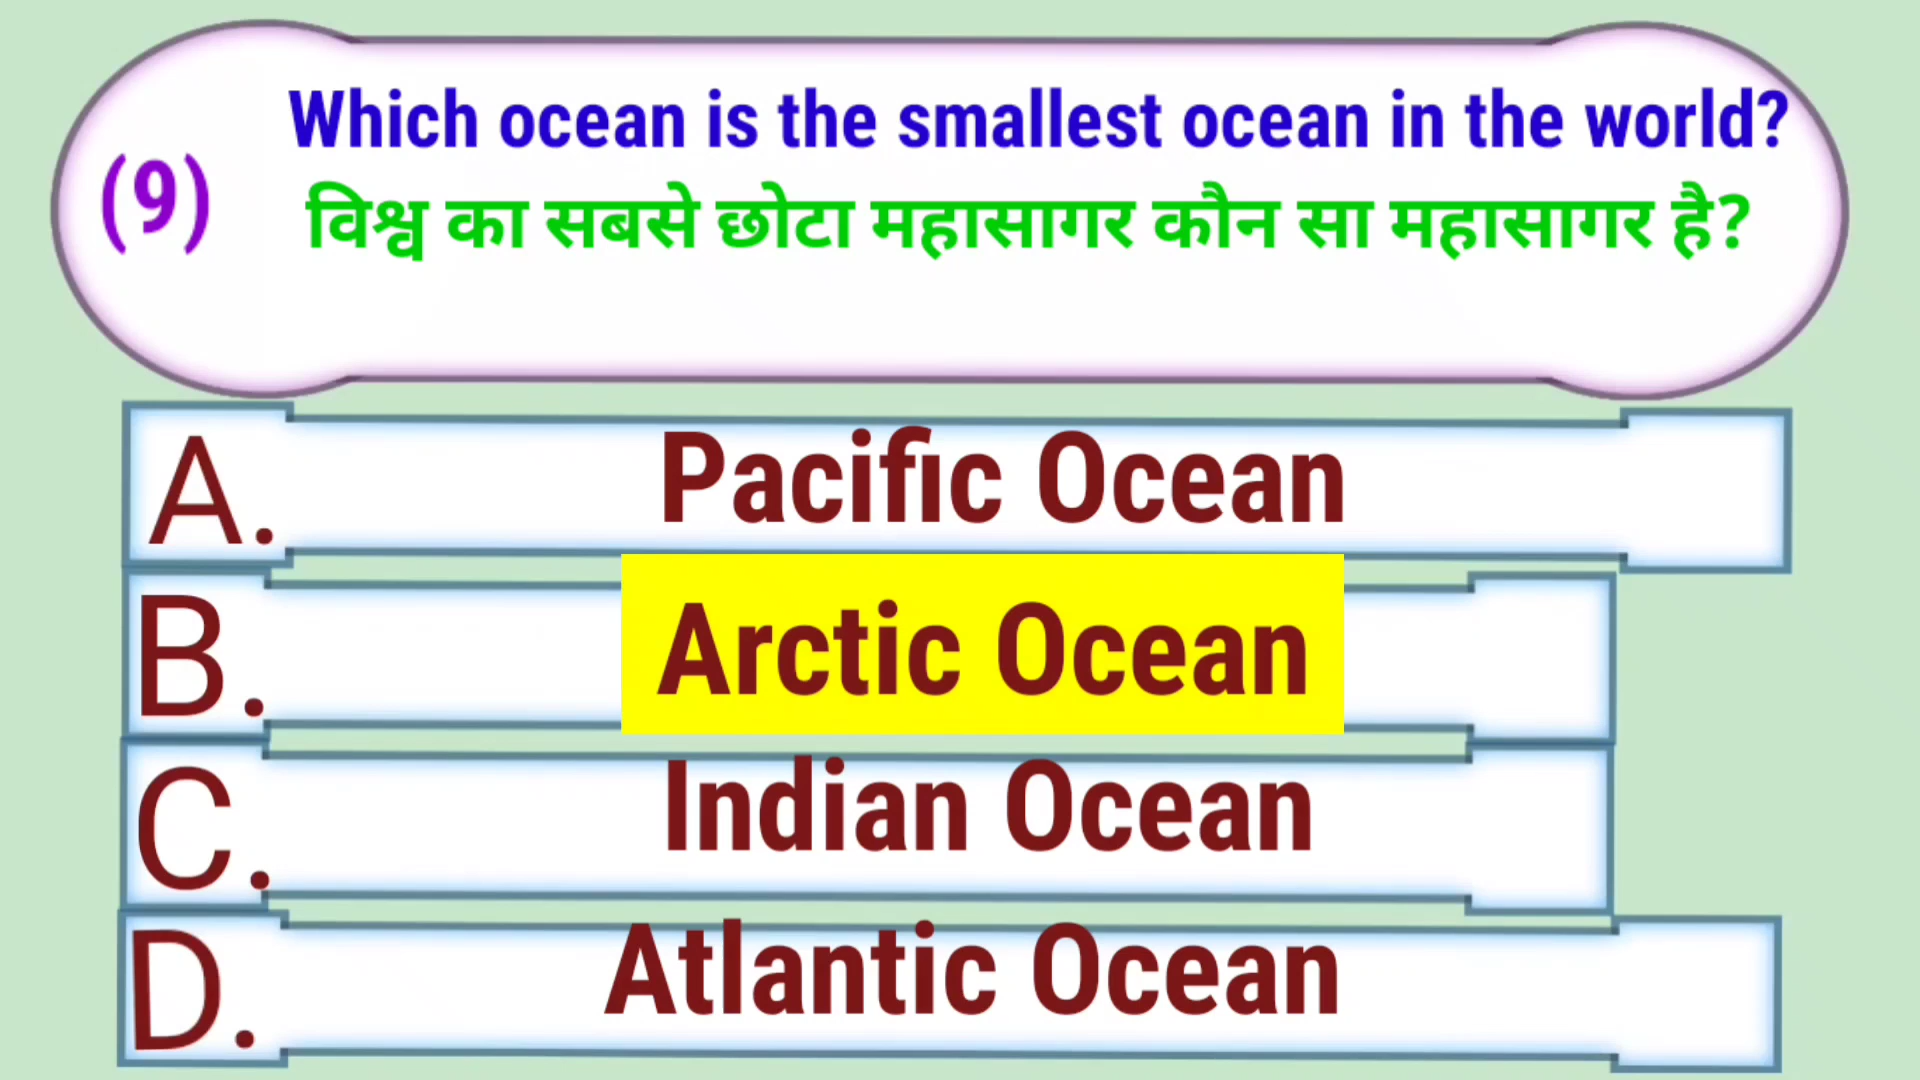 Which ocean is the smallest ocean in the world?
(9)
विश्व का सबसे छोटा महासागर कौन सा महासागर है?
A. Pacific Ocean
B. Arctic Ocean
C. Indian Ocean
D. Atlantic Ocean